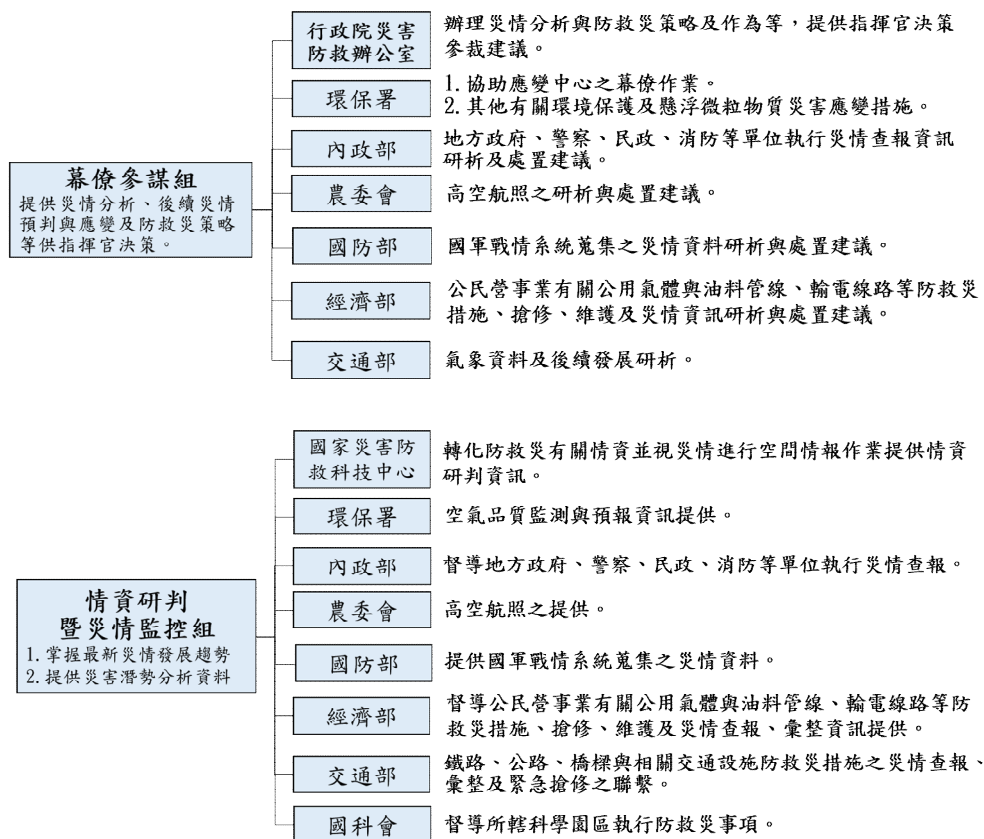 行政院災害
防救辦公室
辦理災情分析與防救災策略及作為等，提供指揮官決策
參裁建議。
環保署
1.協助應變中心之幕僚作業。
2.其他有關環境保護及懸浮微粒物質災害應變措施。
內政部
地方政府、警察、民政、消防等單位執行災情查報資訊
研析及處置建議。
幕僚參謀組
提供災情分析、後續災情
預判與應變及防救災策略
等供指揮官決策。
農委會
高空航照之研析與處置建議。
國防部
國軍戰情系統蒐集之災情資料研析與處置建議。
經濟部
公民營事業有關公用氣體與油料管線、輸電線路等防救災
措施、搶修、維護及災情資訊研析與處置建議。
交通部
氣象資料及後續發展研析。
國家災害防
救科技中心
轉化防救災有關情資並視災情進行空間情報作業提供情資
研判資訊。
環保署
空氣品質監測與預報資訊提供。
內政部
督導地方政府、警察、民政、消防等單位執行災情查報。
情資研判
暨災情監控組
1.掌握最新災情發展趨勢
2.提供災害潛勢分析資料
農委會
高空航照之提供。
國防部
提供國軍戰情系統蒐集之災情資料。
經濟部
督導公民營事業有關公用氣體與油料管線、輸電線路等防
救災措施、搶修、維護及災情查報、彙整資訊提供。
交通部
鐵路、公路、橋樑與相關交通設施防救災措施之災情查報、
彙整及緊急搶修之聯繫。
國科會
督導所轄科學園區執行防救災事項。